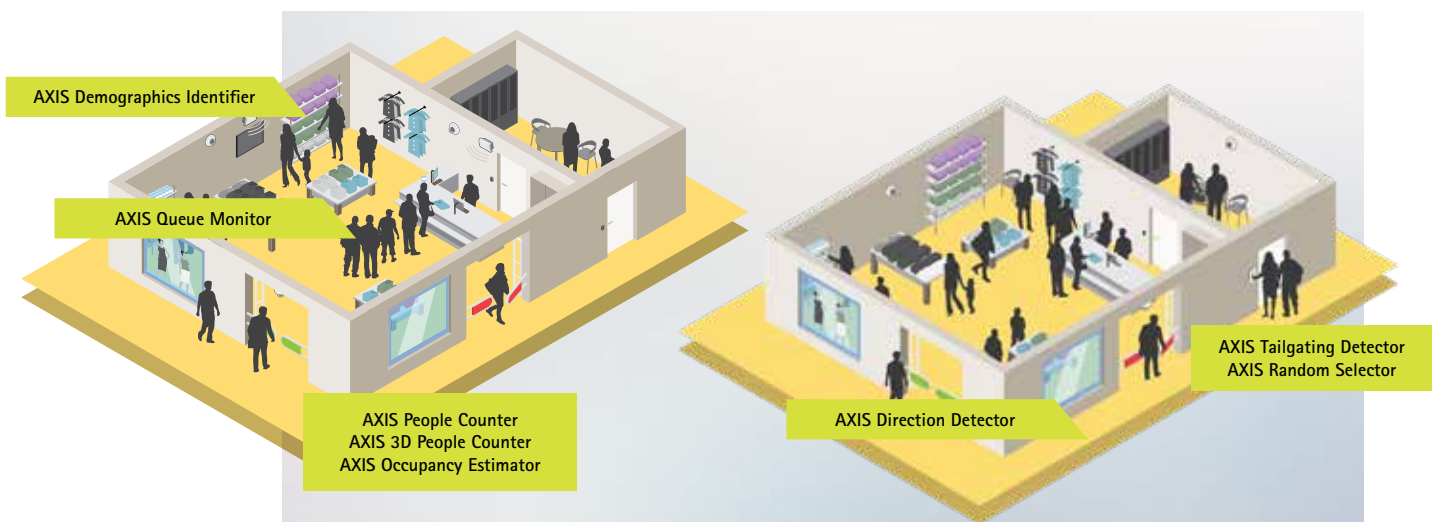 AXIS Demographics Identifier
AXIS Queue Monitor
AXIS People Counter
AXIS 3D People Counter
AXIS Occupancy Estimator
AXIS Tailgating Detector
AXIS Random Selector
AXIS Direction Detector